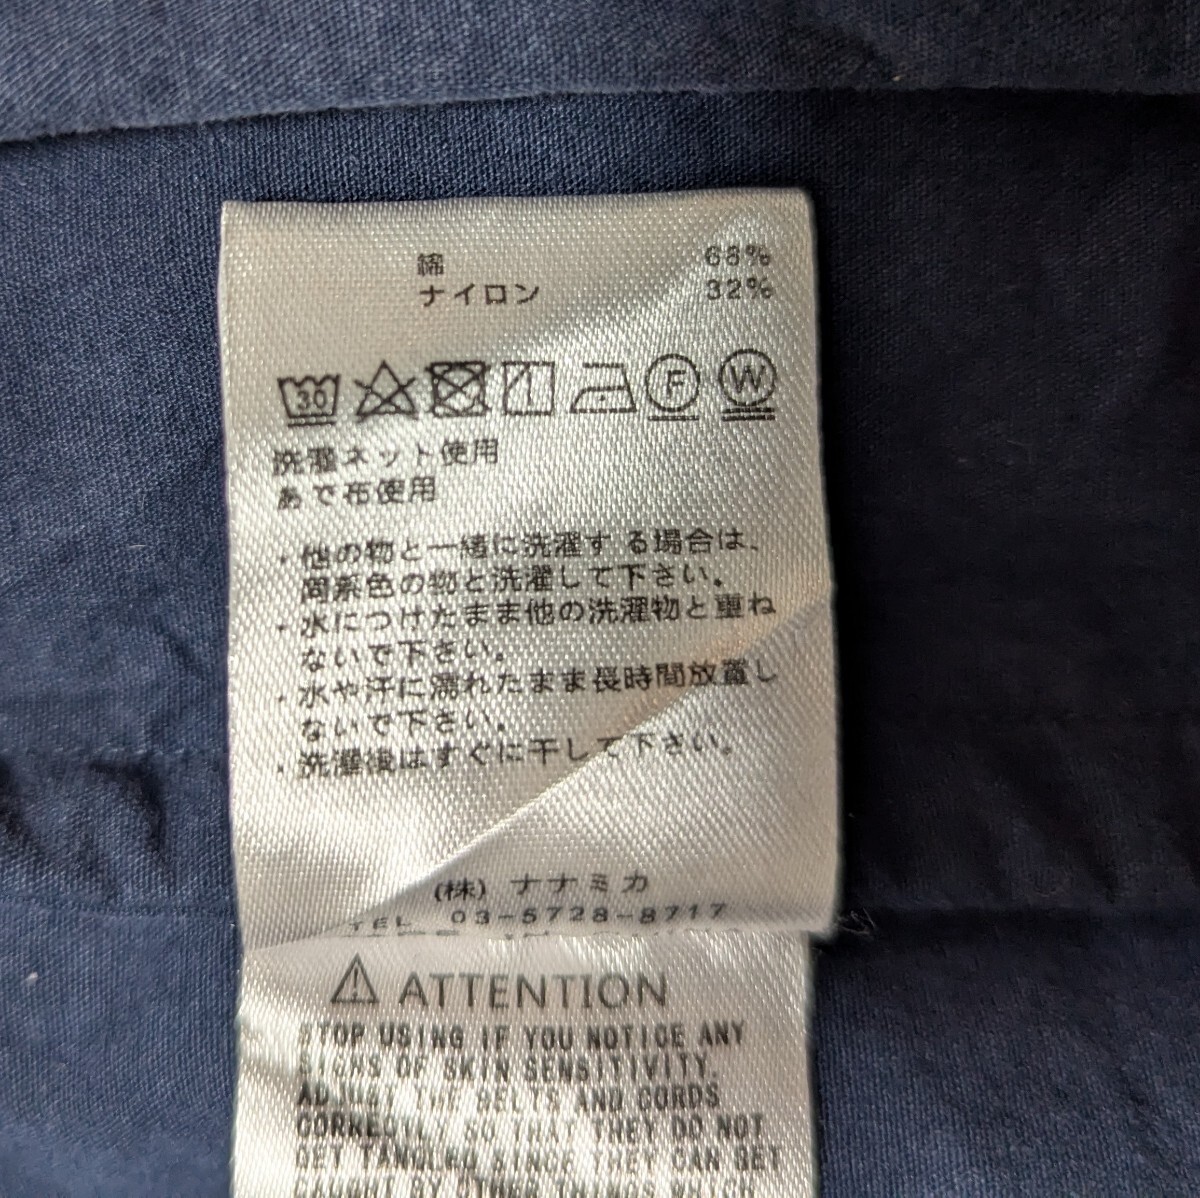 綿 68%
ナイロン 32%
30 F W
洗濯ネット使用
あで布使用
・他の物と一緒に洗濯する場合は、
同系色の物と洗濯して下さい。
・水につけたまま他の洗濯物と重ね
ないで下さい。
・水や汗に濡れたまま長時間放置し
ないで下さい。
・洗濯後はすぐに干して下さい。
(株) ナナミカ
TEL 03-5728-8717
ATTENTION
STOP USING IF YOU NOTICE ANY
SIGNS OF SKIN SENSITIVITY.
ADJUST THE BELTS AND CORDS
CORRECTLY SO THAT THEY DO NOT
GET TANGLED SINCE THEY CAN GET
CAUGHT BY OTHER THINGS WHICH